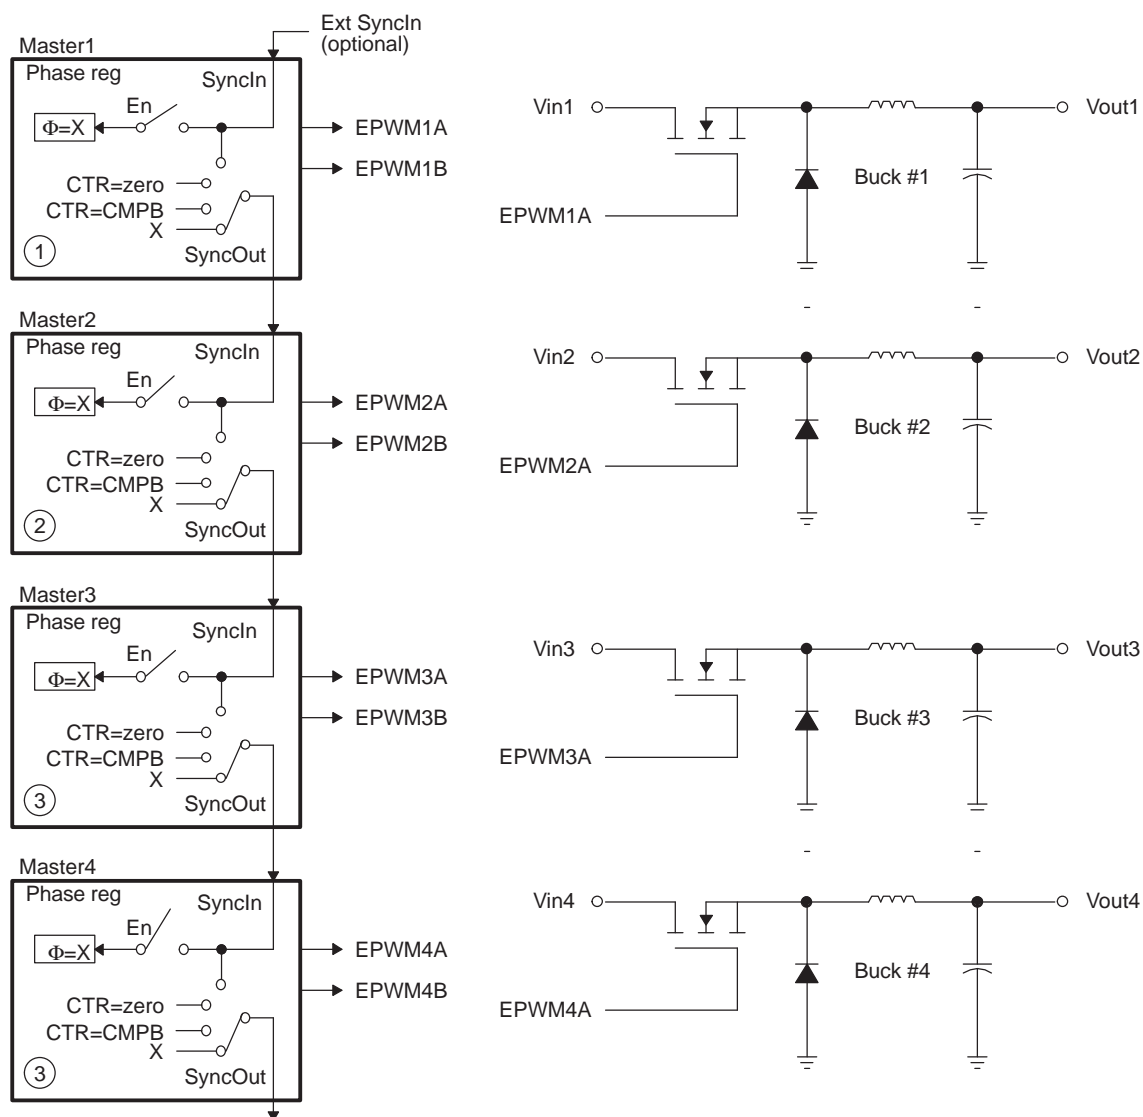 Ext SyncIn
(optional)
Master1
Phase reg
SyncIn
En
Φ=X
EPWM1A
EPWM1B
CTR=zero
CTR=CMPB
X
SyncOut
1
Vin1
Vout1
Buck #1
EPWM1A
Master2
Phase reg
SyncIn
En
Φ=X
EPWM2A
EPWM2B
CTR=zero
CTR=CMPB
X
SyncOut
2
Vin2
Vout2
Buck #2
EPWM2A
Master3
Phase reg
SyncIn
En
Φ=X
EPWM3A
EPWM3B
CTR=zero
CTR=CMPB
X
SyncOut
3
Vin3
Vout3
Buck #3
EPWM3A
Master4
Phase reg
SyncIn
En
Φ=X
EPWM4A
EPWM4B
CTR=zero
CTR=CMPB
X
SyncOut
3
Vin4
Vout4
Buck #4
EPWM4A